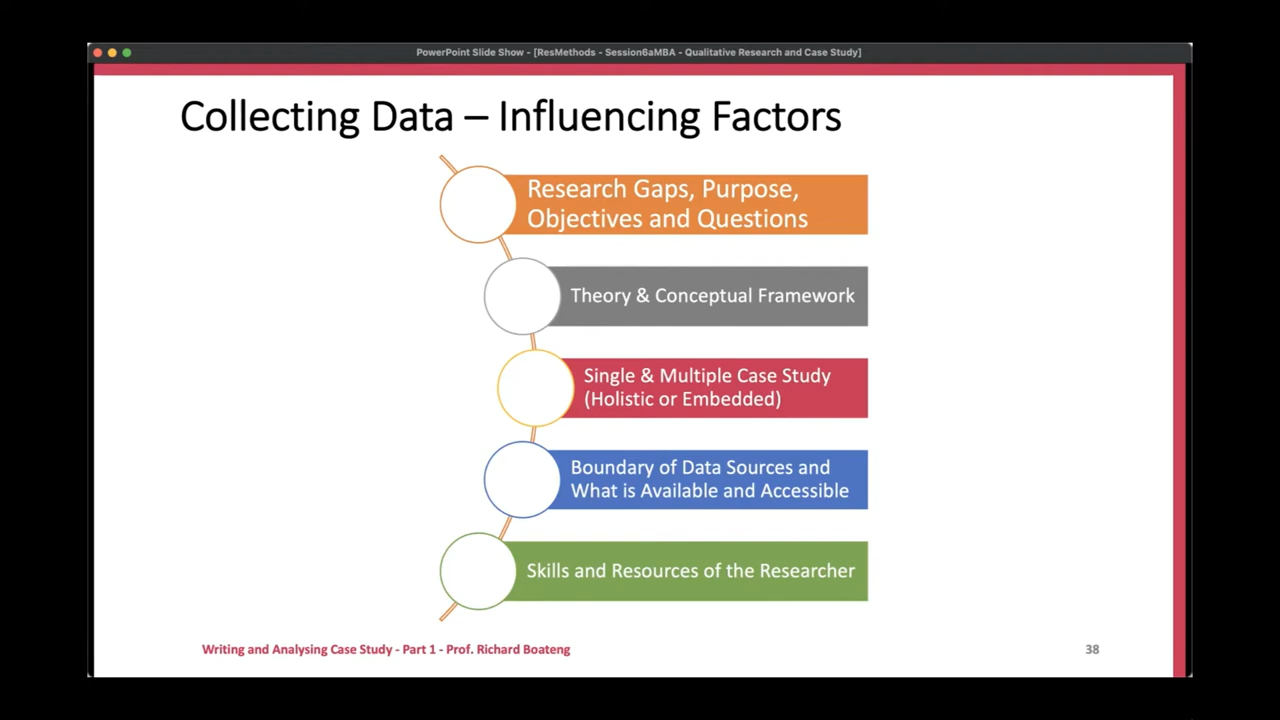 PowerPoint Slide Show - [ResMethods - Session6aMBA - Qualitative Research and Case Study]
Collecting Data – Influencing Factors
Research Gaps, Purpose,
Objectives and Questions
Theory & Conceptual Framework
Single & Multiple Case Study
(Holistic or Embedded)
Boundary of Data Sources and
What is Available and Accessible
Skills and Resources of the Researcher
Writing and Analysing Case Study - Part 1 - Prof. Richard Boateng
38